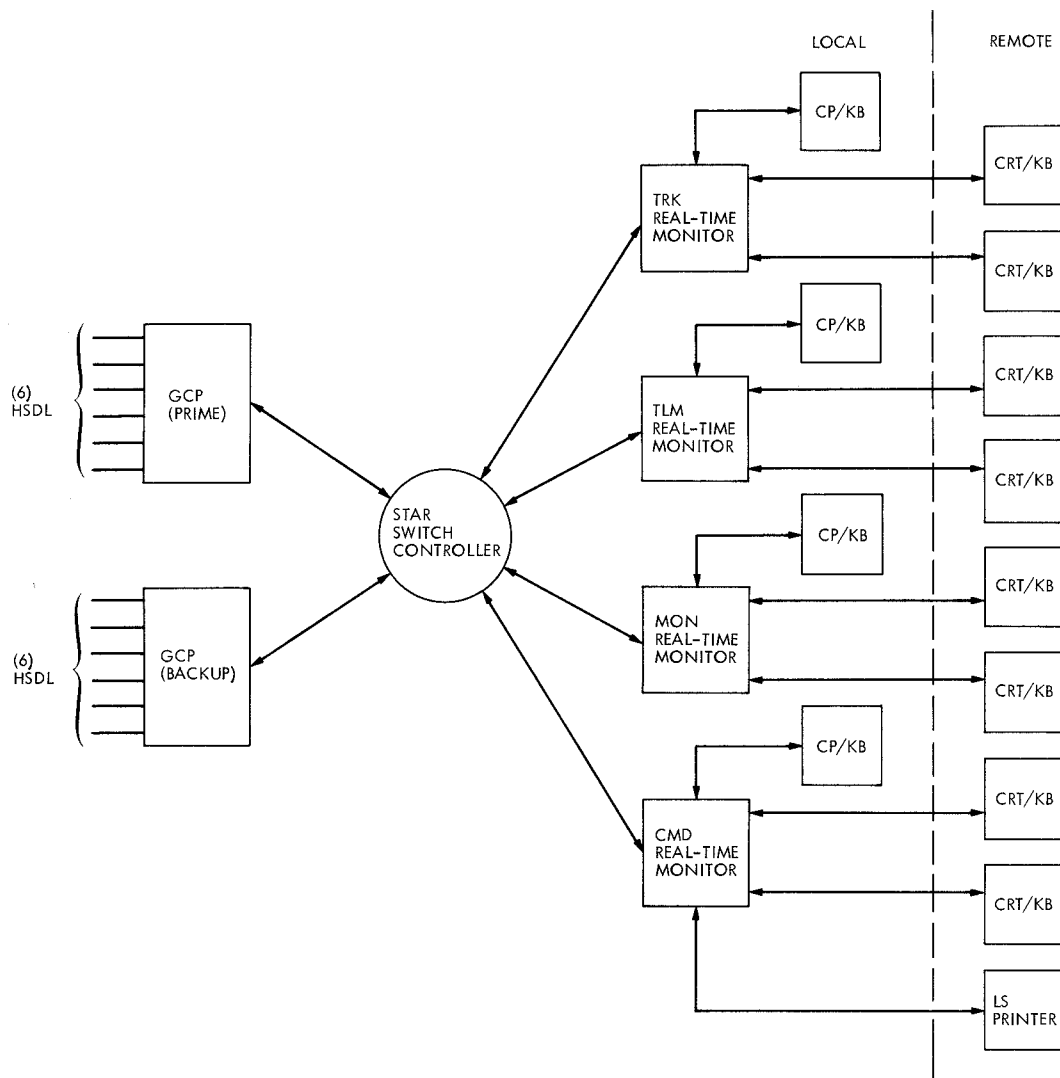 LOCAL
REMOTE
CP/KB
CRT/KB
TRK
REAL-TIME
MONITOR
CRT/KB
CP/KB
(6)
HSDL
GCP
(PRIME)
CRT/KB
TLM
REAL-TIME
MONITOR
CRT/KB
STAR
SWITCH
CONTROLLER
CP/KB
CRT/KB
(6)
HSDL
GCP
(BACKUP)
MON
REAL-TIME
MONITOR
CRT/KB
CP/KB
CRT/KB
CMD
REAL-TIME
MONITOR
CRT/KB
LS
PRINTER